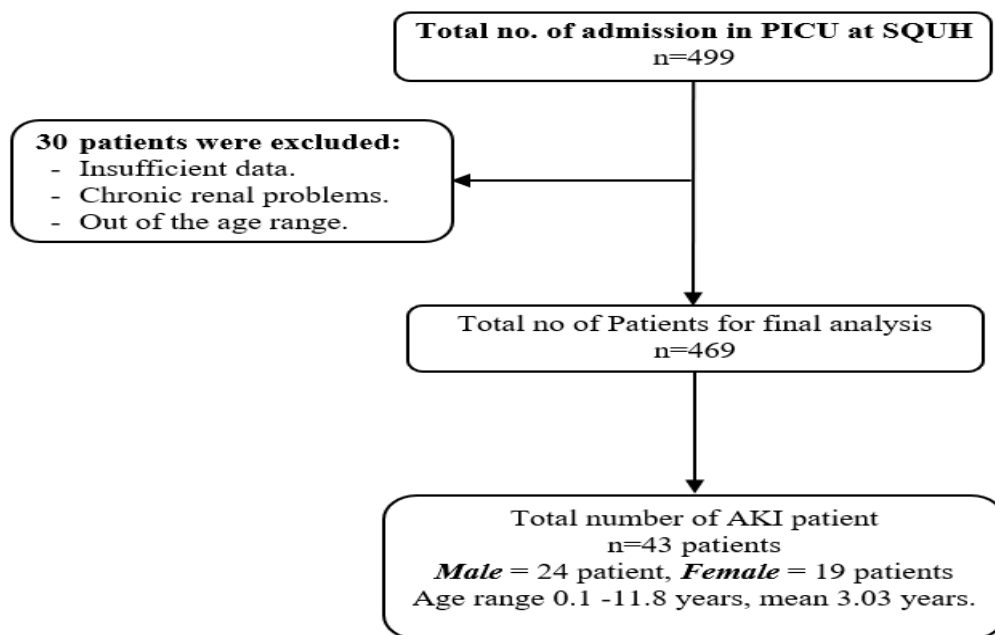 Total no. of admission in PICU at SQUH
n=499
30 patients were excluded:
- Insufficient data.
- Chronic renal problems.
- Out of the age range.
Total no of Patients for final analysis
n=469
Total number of AKI patient
n=43 patients
Male = 24 patient, Female = 19 patients
Age range 0.1 -11.8 years, mean 3.03 years.